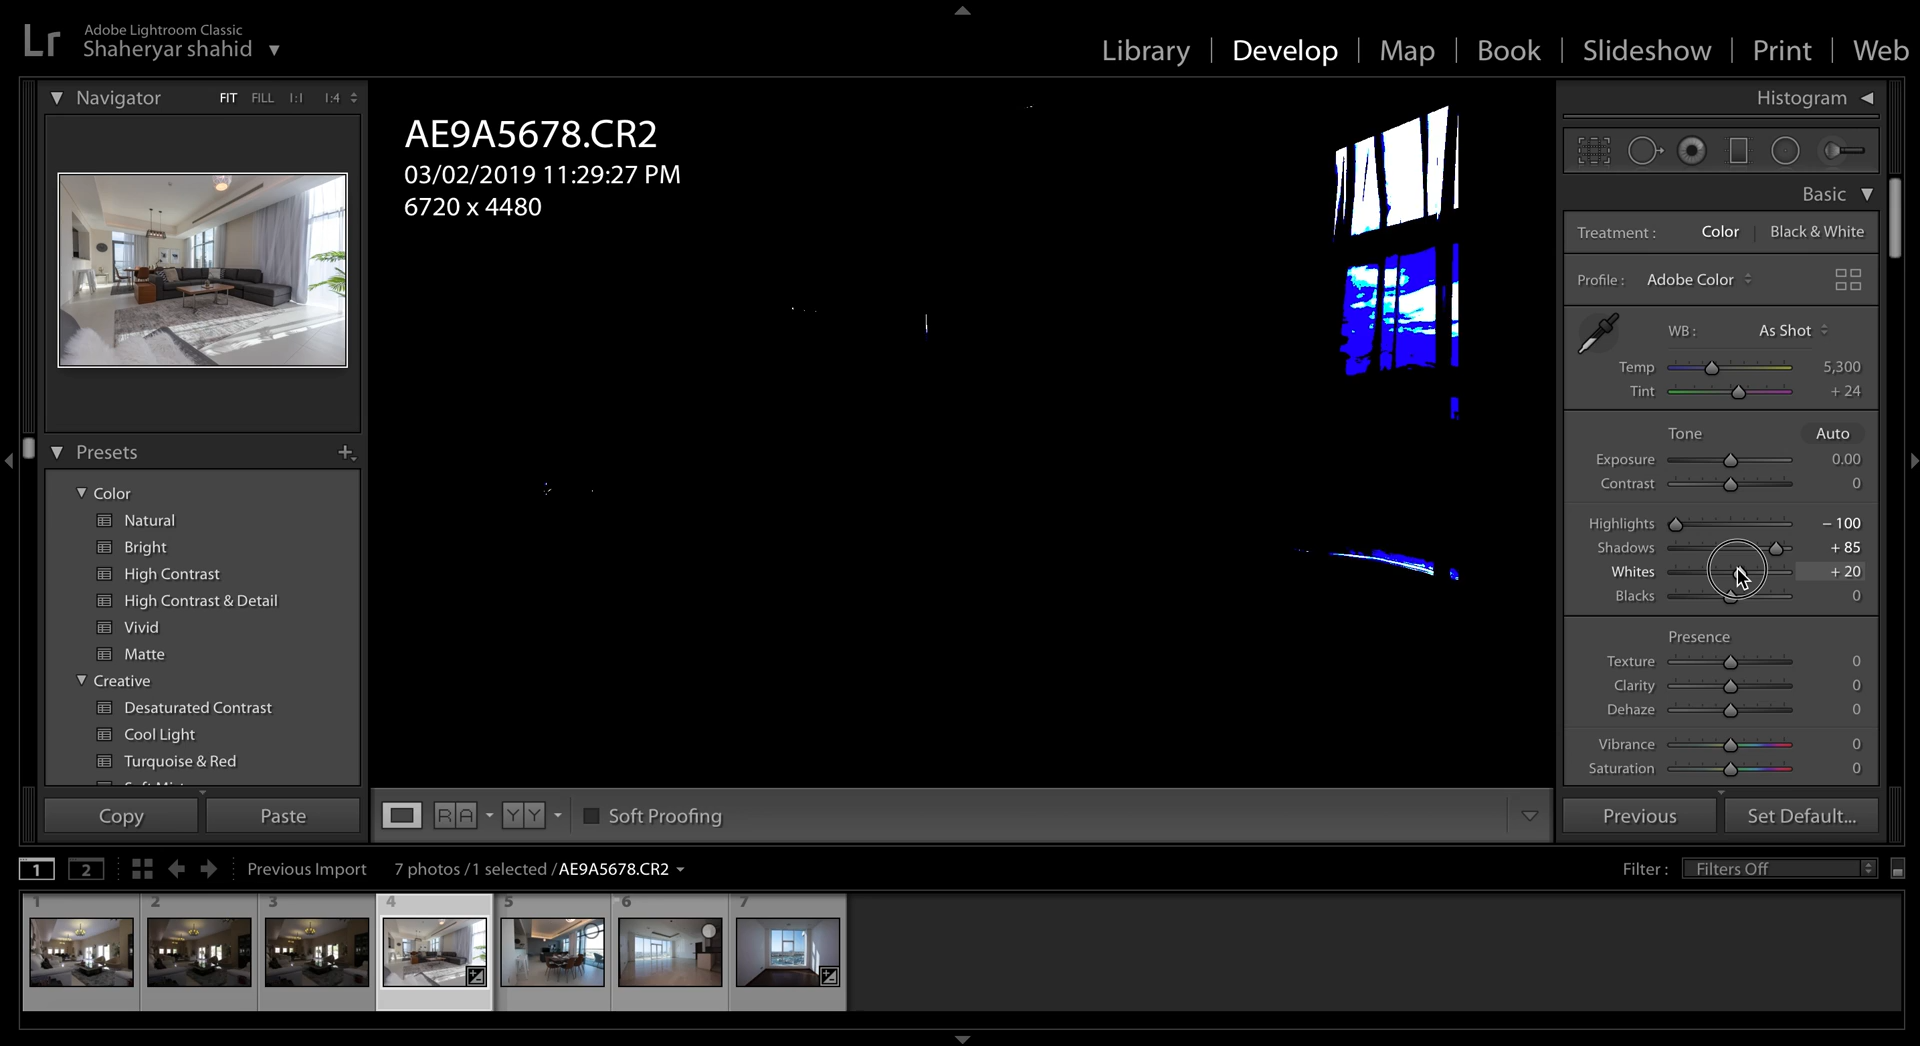 Lr
Adobe Lightroom Classic
Shaheryar shahid
Library | Develop | Map | Book | Slideshow | Print | Web
Navigator FIT FILL 1:1 1:4
AE9A5678.CR2
03/02/2019 11:29:27 PM
6720 x 4480
Presets
Color
Natural
Bright
High Contrast
High Contrast & Detail
Vivid
Matte
Creative
Desaturated Contrast
Cool Light
Turquoise & Red
Copy Paste
R A Y Y Soft Proofing
Histogram
Basic
Treatment : Color Black & White
Profile : Adobe Color
WB : As Shot
Temp 5,300
Tint + 24
Tone Auto
Exposure 0.00
Contrast 0
Highlights – 100
Shadows + 85
Whites + 20
Blacks 0
Presence
Texture 0
Clarity 0
Dehaze 0
Vibrance 0
Saturation 0
Previous Set Default...
1 2 Previous Import 7 photos /1 selected /AE9A5678.CR2 Filter : Filters Off
1 2 3 4 5 6 7